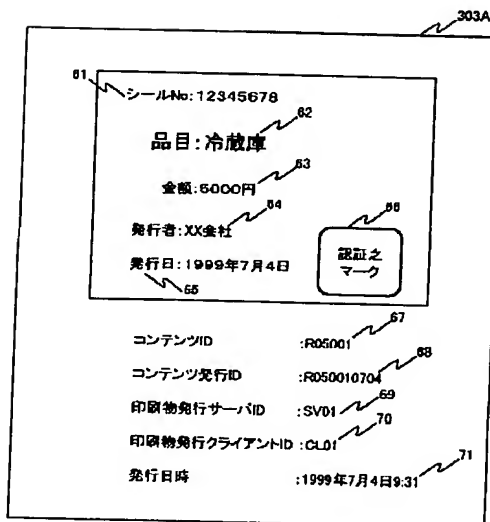 303A
61
シールNo:12345678
62
品目:冷蔵庫
63
金額:5000円
64
発行者:XX会社
66
発行日:1999年7月4日
認証之
マーク
65
67
コンテンツID :R05001
68
コンテンツ発行ID :R050010704
69
印刷物発行サーバID :SV01
70
印刷物発行クライアントID :CL01
71
発行日時 :1999年7月4日9:31